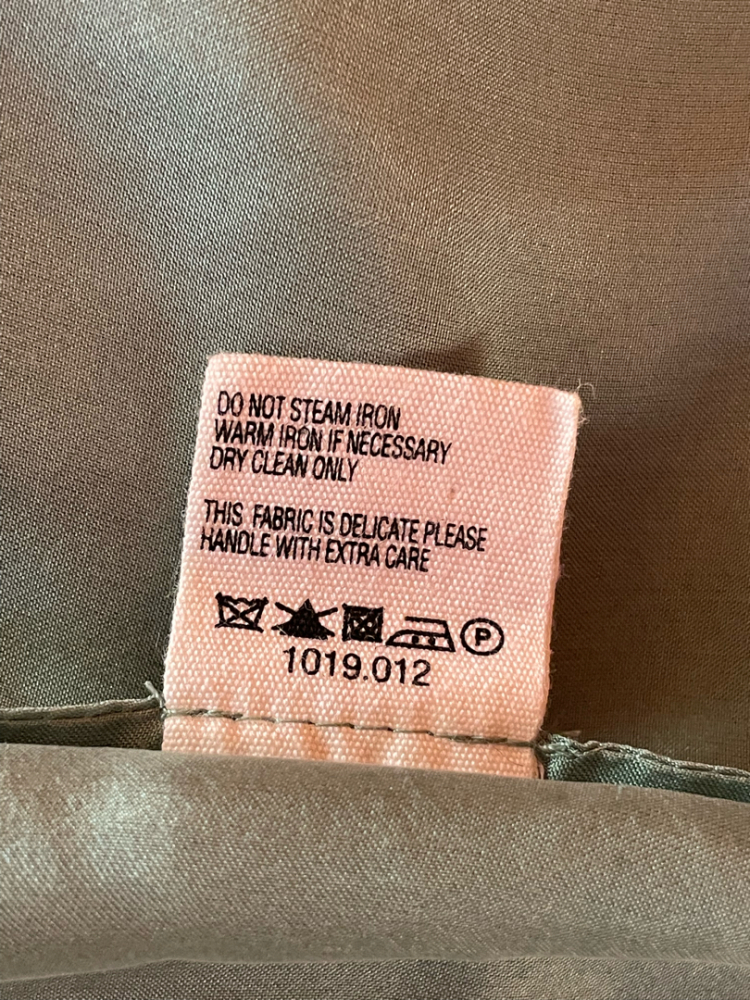 DO NOT STEAM IRON
WARM IRON IF NECESSARY
DRY CLEAN ONLY
THIS FABRIC IS DELICATE PLEASE
HANDLE WITH EXTRA CARE
P
1019.012